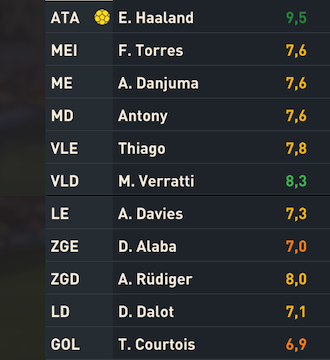 ATA E. Haaland 9,5
MEI F. Torres 7,6
ME A. Danjuma 7,6
MD Antony 7,6
VLE Thiago 7,8
VLD M. Verratti 8,3
LE A. Davies 7,3
ZGE D. Alaba 7,0
ZGD A. Rüdiger 8,0
LD D. Dalot 7,1
GOL T. Courtois 6,9